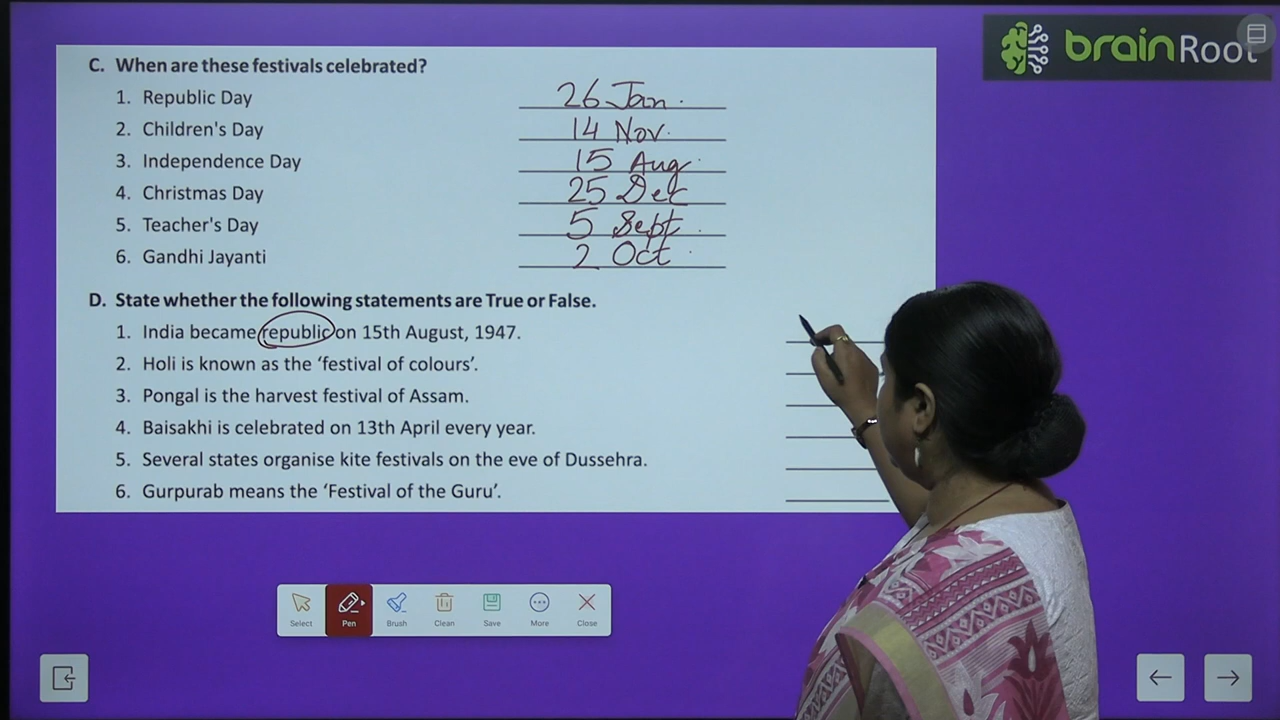 brainRoot
C. When are these festivals celebrated?
1. Republic Day 26 Jan.
2. Children's Day 14 Nov.
3. Independence Day 15 Aug.
4. Christmas Day 25 Dec
5. Teacher's Day 5 Sept.
6. Gandhi Jayanti 2 Oct.
D. State whether the following statements are True or False.
1. India became republic on 15th August, 1947.
2. Holi is known as the ‘festival of colours’.
3. Pongal is the harvest festival of Assam.
4. Baisakhi is celebrated on 13th April every year.
5. Several states organise kite festivals on the eve of Dussehra.
6. Gurpurab means the ‘Festival of the Guru’.
Select Pen Brush Clean Save More Close